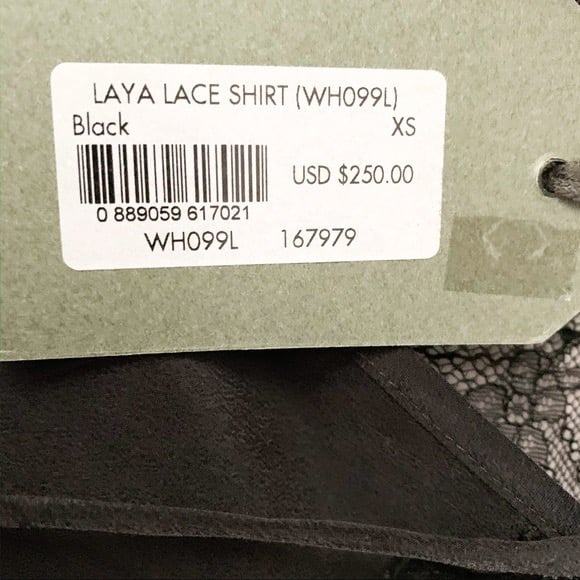 LAYA LACE SHIRT (WH099L)
Black XS
USD $250.00
0 889059 617021
WH099L 167979